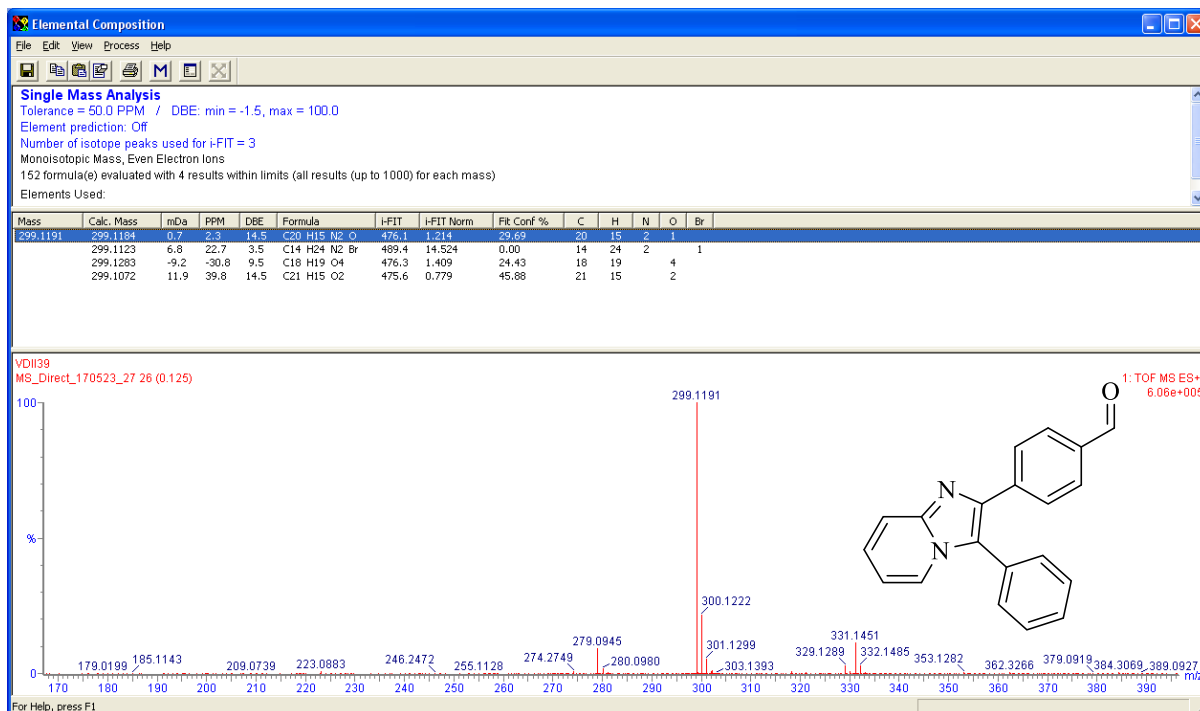 Elemental Composition
File Edit View Process Help
M
Single Mass Analysis
Tolerance = 50.0 PPM / DBE: min = -1.5, max = 100.0
Element prediction: Off
Number of isotope peaks used for i-FIT = 3
Monoisotopic Mass, Even Electron Ions
152 formula(e) evaluated with 4 results within limits (all results (up to 1000) for each mass)
Elements Used:
Mass Calc. Mass mDa PPM DBE Formula i-FIT i-FIT Norm Fit Conf % C H N O Br
299.1191 299.1184 0.7 2.3 14.5 C20 H15 N2 O 476.1 1.214 29.69 20 15 2 1
299.1123 6.8 22.7 3.5 C14 H24 N2 Br 489.4 14.524 0.00 14 24 2 1
299.1283 -9.2 -30.8 9.5 C18 H19 O4 476.3 1.409 24.43 18 19 4
299.1072 11.9 39.8 14.5 C21 H15 O2 475.6 0.779 45.88 21 15 2
VDII39
MS_Direct_170523_27 26 (0.125)
1: TOF MS ES+
6.06e+005
100
%
0
299.1191
300.1222
301.1299
303.1393
279.0945
280.0980
274.2749
331.1451
329.1289
332.1485
179.0199
185.1143
209.0739
223.0883
246.2472
255.1128
353.1282
362.3266
379.0919
384.3069
389.0927
O
N
N
m/z
170 180 190 200 210 220 230 240 250 260 270 280 290 300 310 320 330 340 350 360 370 380 390
For Help, press F1